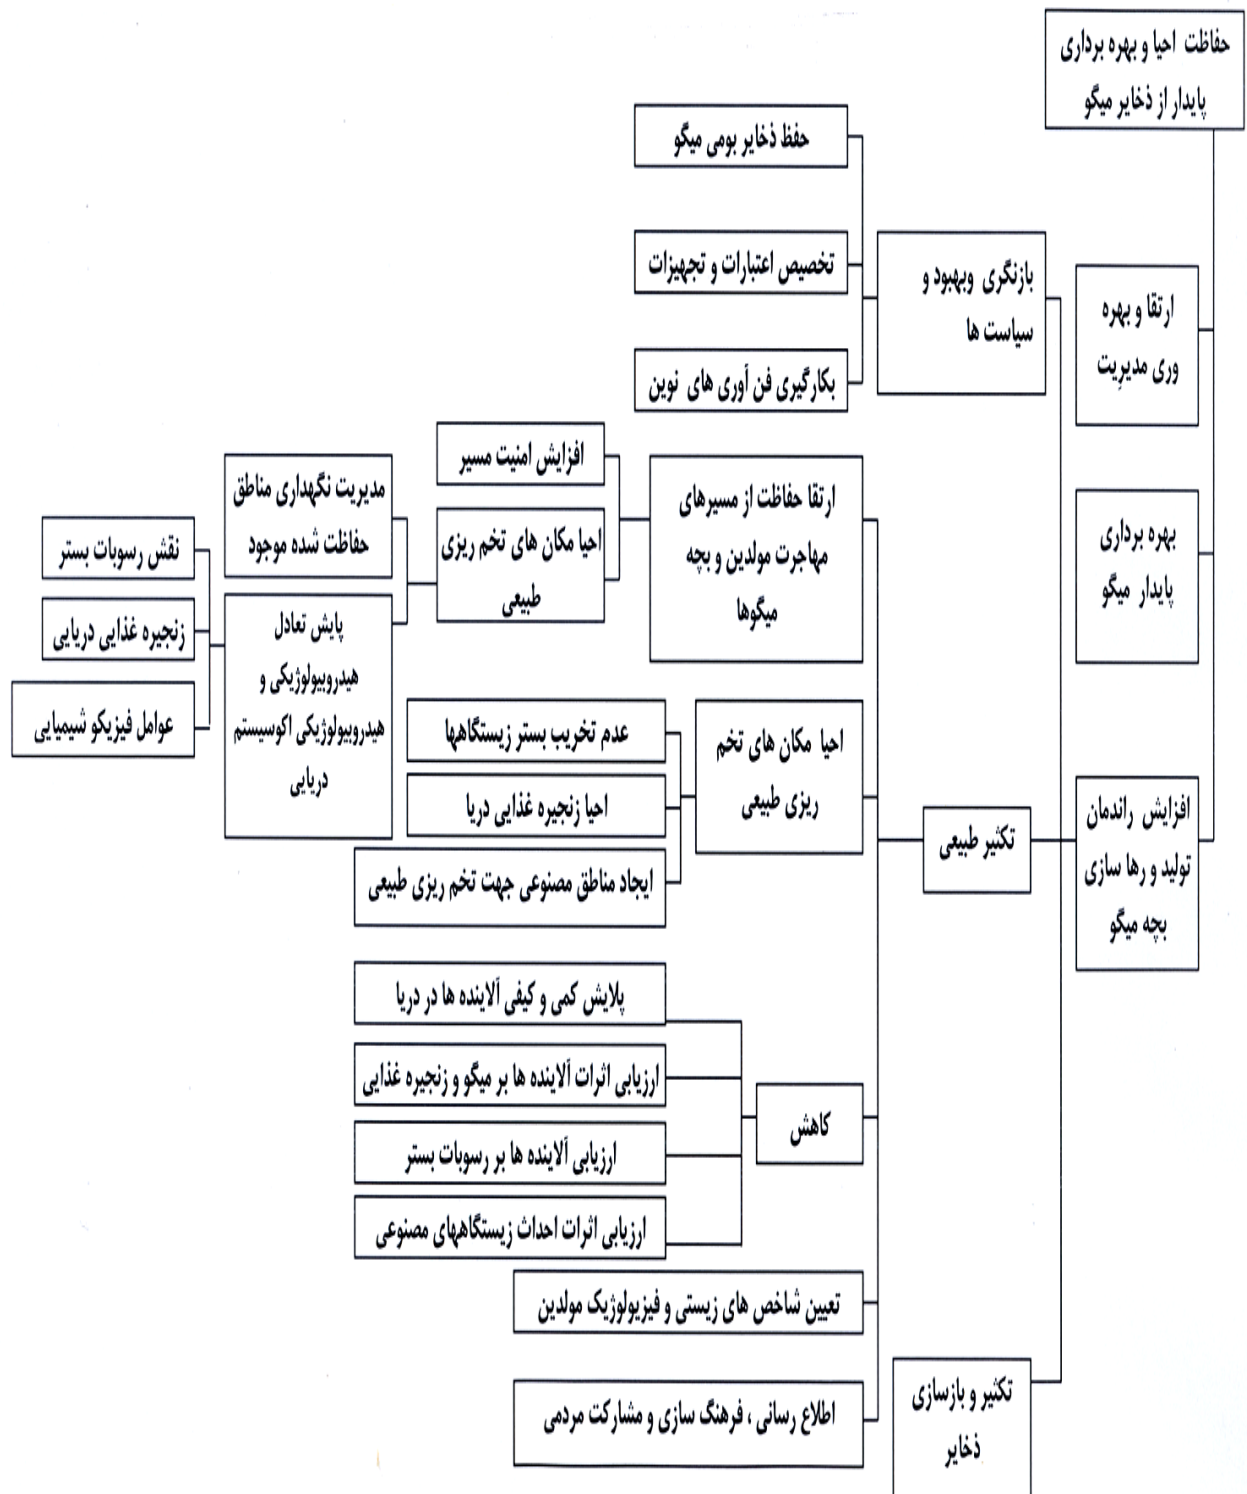 حفاظت احیا و بهره برداری
پایدار از ذخایر میگو
ارتقا و بهره
وری مدیریت
بهره برداری
پایدار میگو
افزایش راندمان
تولید و رها سازی
بچه میگو
بازنگری وبهبود و
سیاست ها
حفظ ذخایر بومی میگو
تخصیص اعتبارات و تجهیزات
بکارگیری فن آوری های نوین
تکثیر طبیعی
ارتقا حفاظت از مسیرهای
مهاجرت مولدین و بچه
میگوها
افزایش امنیت مسیر
احیا مکان های تخم ریزی
طبیعی
مدیریت نگهداری مناطق
حفاظت شده موجود
پایش تعادل
هیدروبیولوژیکی و
هیدروبیولوژیکی اکوسیستم
دریایی
نقش رسوبات بستر
زنجیره غذایی دریایی
عوامل فیزیکو شیمیایی
احیا مکان های تخم
ریزی طبیعی
عدم تخریب بستر زیستگاهها
احیا زنجیره غذایی دریا
ایجاد مناطق مصنوعی جهت تخم ریزی طبیعی
کاهش
پلایش کمی و کیفی آلاینده ها در دریا
ارزیابی اثرات آلاینده ها بر میگو و زنجیره غذایی
ارزیابی آلاینده ها بر رسوبات بستر
ارزیابی اثرات احداث زیستگاههای مصنوعی
تعیین شاخص های زیستی و فیزیولوژیک مولدین
اطلاع رسانی ، فرهنگ سازی و مشارکت مردمی
تکثیر و بازسازی
ذخایر